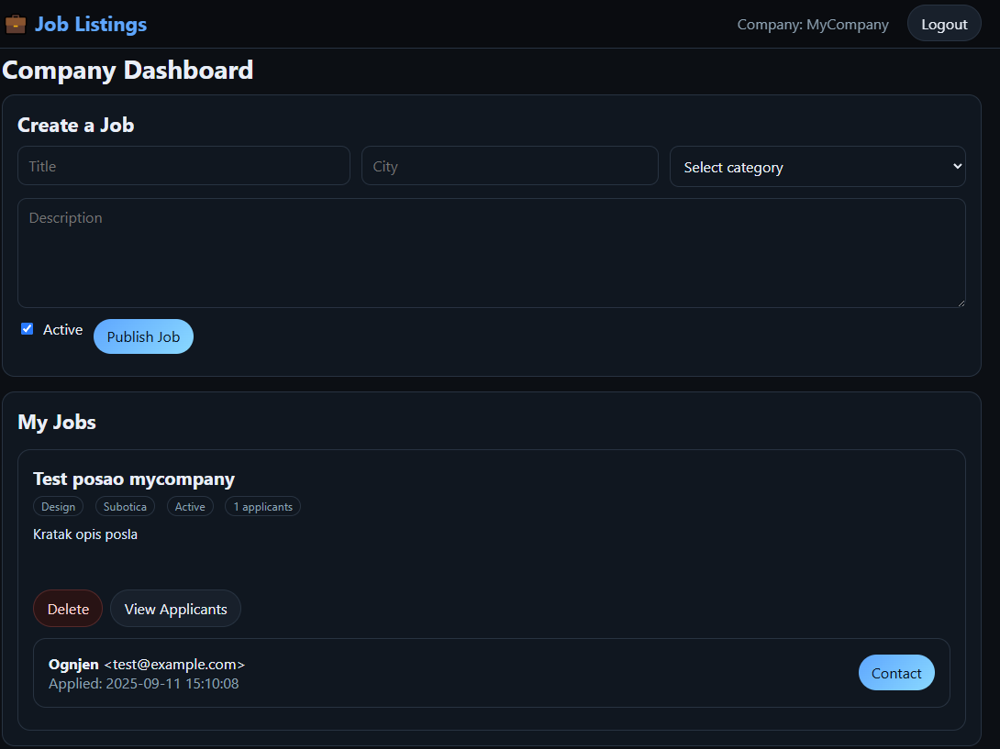 Job Listings Company: MyCompany Logout
Company Dashboard
Create a Job
Title City Select category
Description
Active Publish Job
My Jobs
Test posao mycompany
Design Subotica Active 1 applicants
Kratak opis posla
Delete View Applicants
Ognjen <test@example.com>
Applied: 2025-09-11 15:10:08
Contact